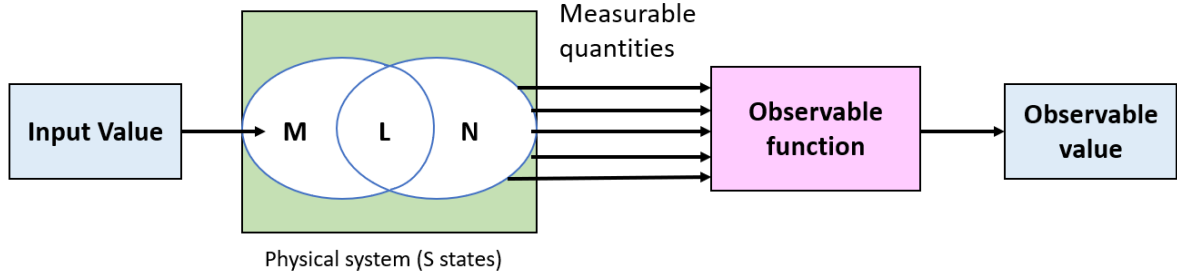 Measurable
quantities
Input Value
M
L
N
Observable
function
Observable
value
Physical system (S states)